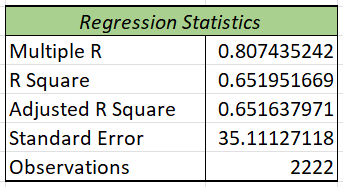 Regression Statistics
Multiple R 0.807435242
R Square 0.651951669
Adjusted R Square 0.651637971
Standard Error 35.11127118
Observations 2222